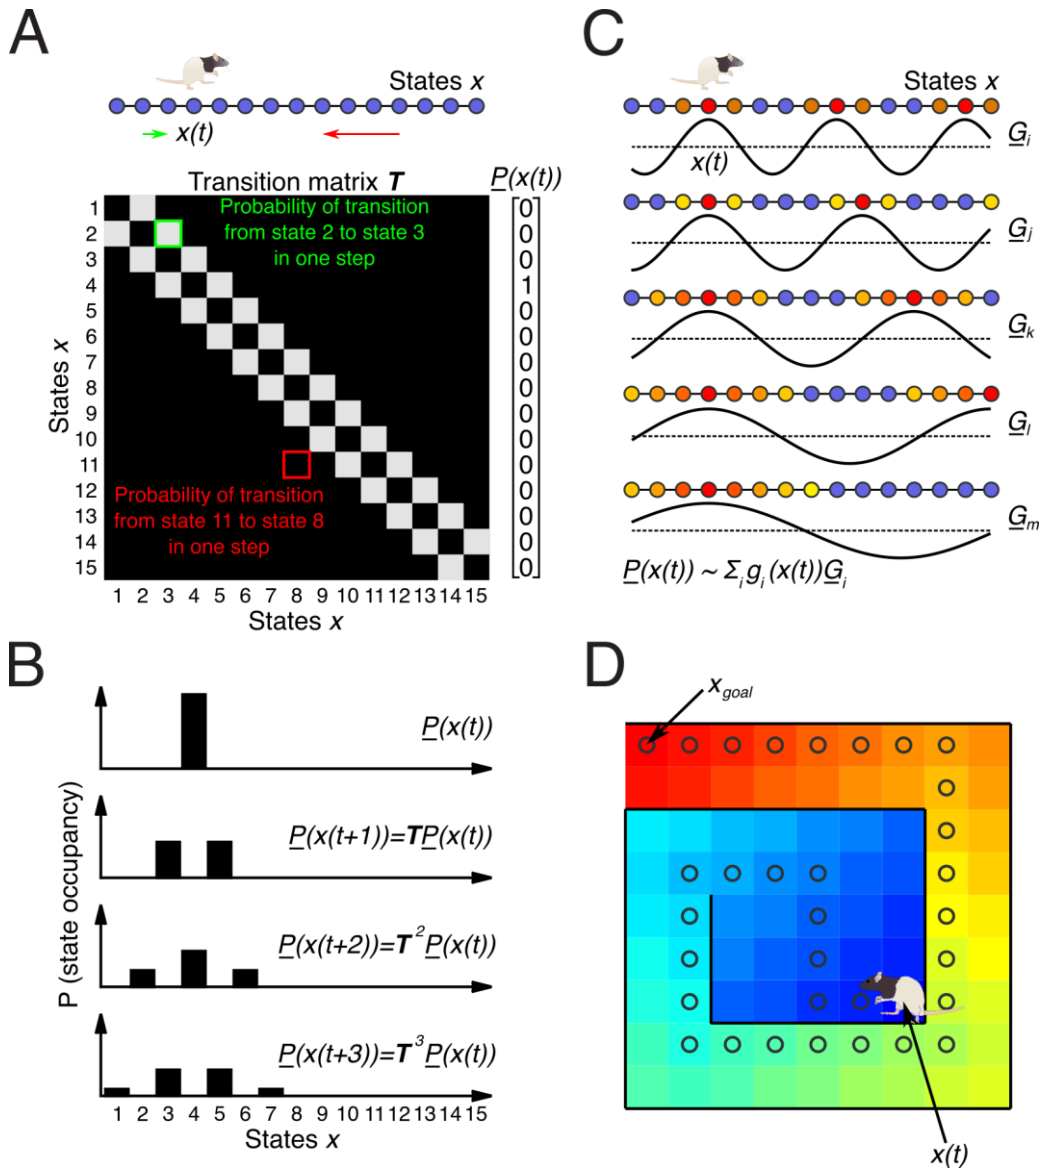 A
States x
x(t)
Transition matrix T
P(x(t))
Probability of transition
from state 2 to state 3
in one step
Probability of transition
from state 11 to state 8
in one step
States x
1
2
3
4
5
6
7
8
9
10
11
12
13
14
15
0
0
0
1
0
0
0
0
0
0
0
0
0
0
0
1 2 3 4 5 6 7 8 9 10 11 12 13 14 15
States x
B
P (state occupancy)
P(x(t))
P(x(t+1))=TP(x(t))
P(x(t+2))=T²P(x(t))
P(x(t+3))=T³P(x(t))
1 2 3 4 5 6 7 8 9 10 11 12 13 14 15
States x
C
States x
x(t)
Gᵢ
Gⱼ
Gₖ
Gₗ
Gₘ
P(x(t)) ~ Σᵢgᵢ(x(t))Gᵢ
D
x_goal
x(t)